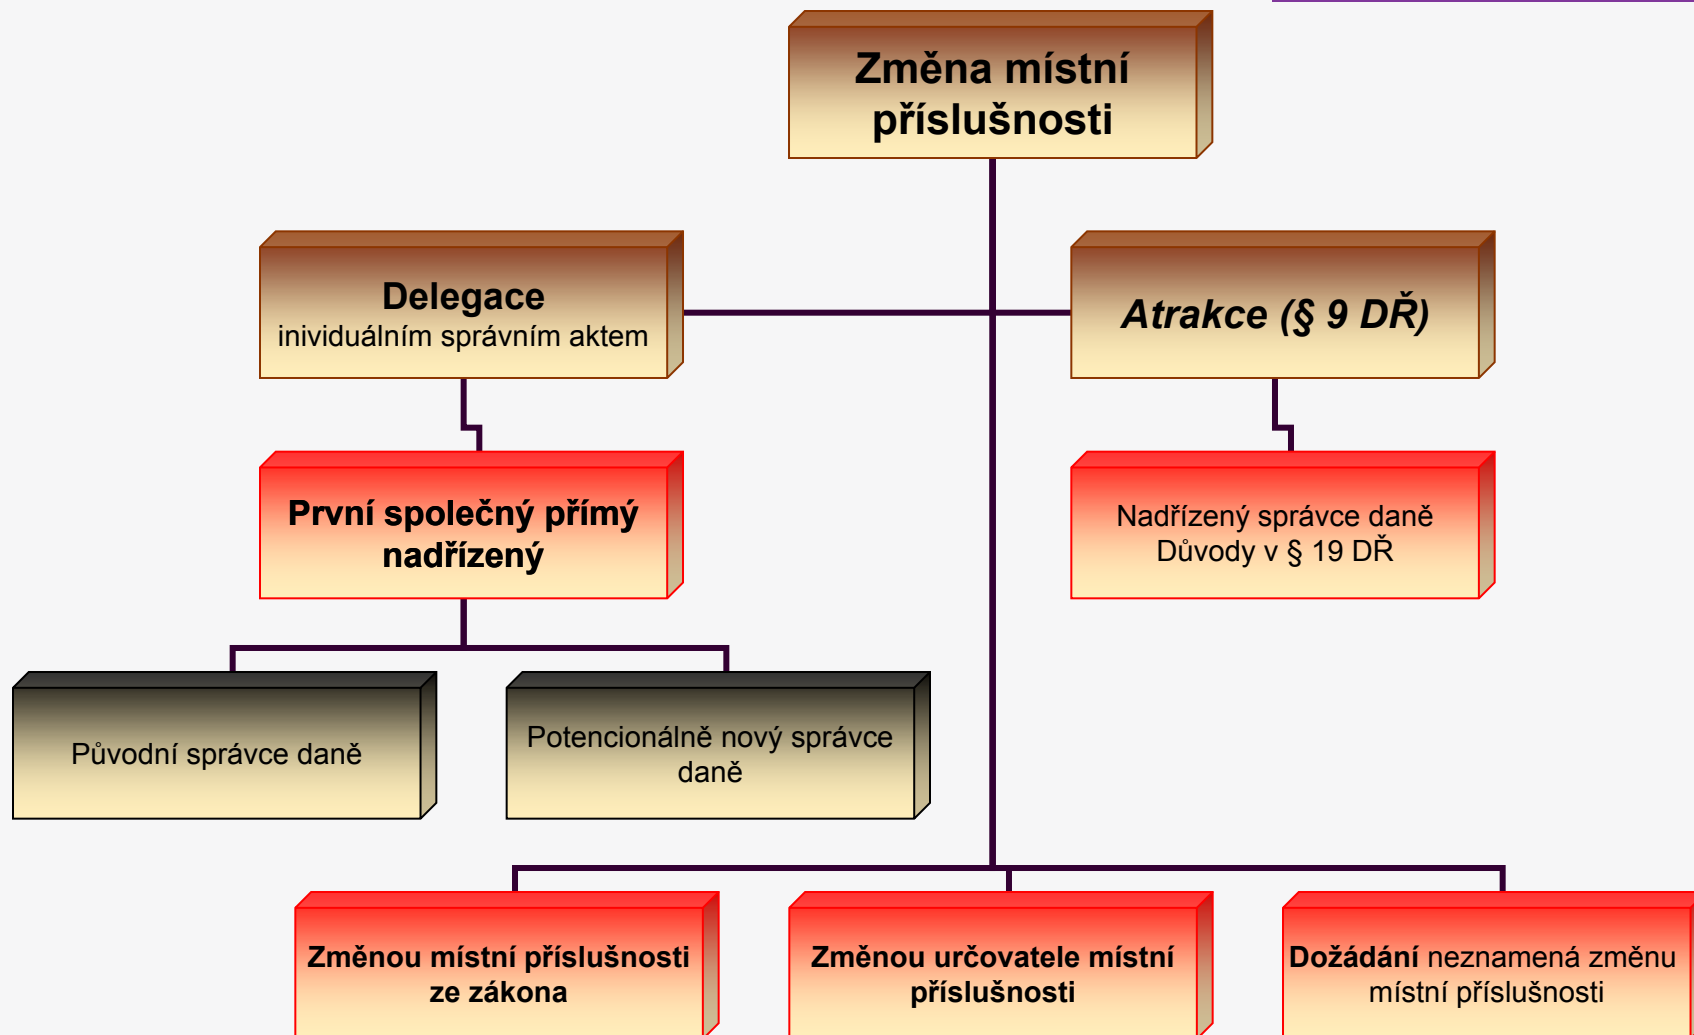 Změna místní
příslušnosti
Delegace
inividuálním správním aktem
Atrakce (§ 9 DŘ)
První společný přímý
nadřízený
Nadřízený správce daně
Důvody v § 19 DŘ
Původní správce daně
Potencionálně nový správce
daně
Změnou místní příslušnosti
ze zákona
Změnou určovatele místní
příslušnosti
Dožádání neznamená změnu
místní příslušnosti